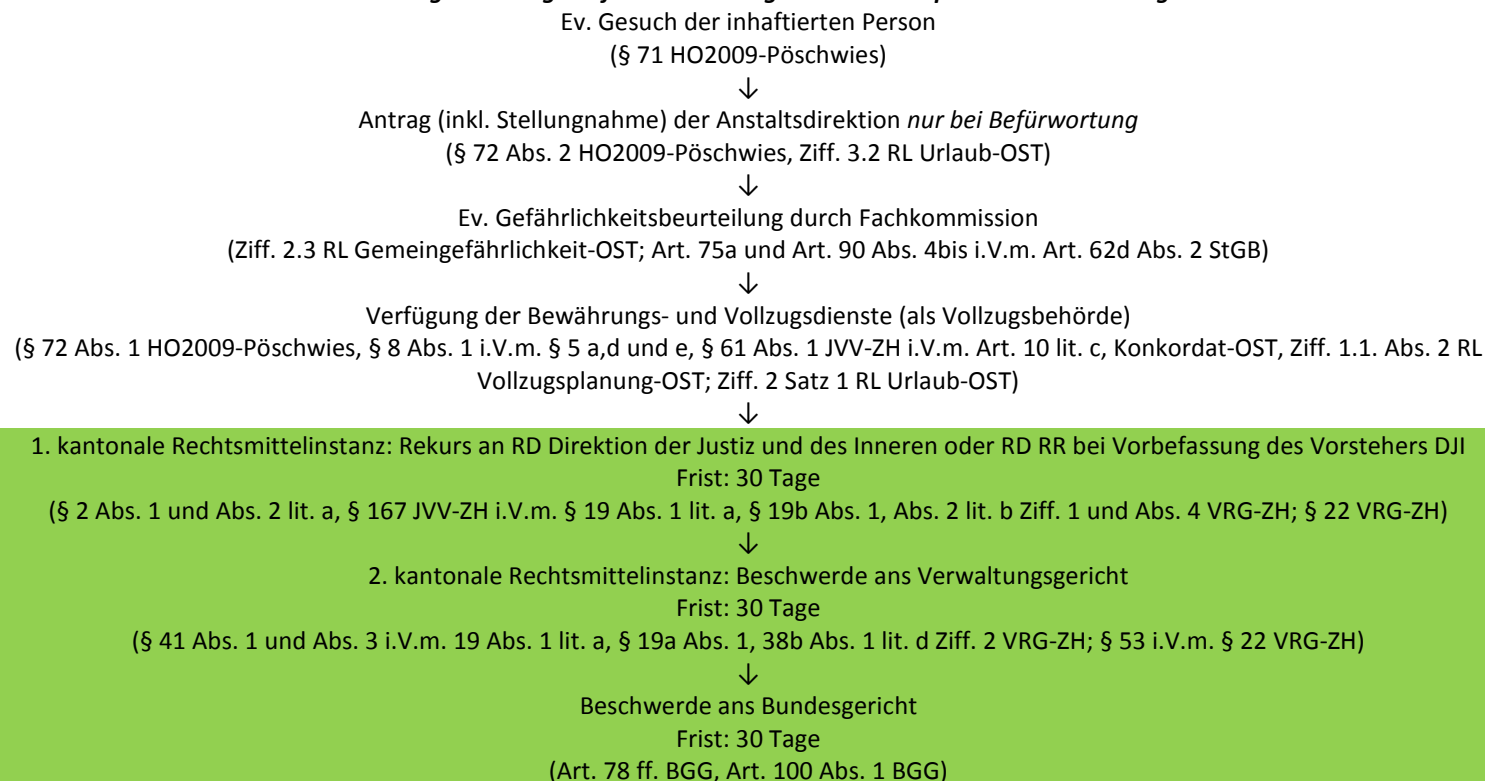 Ev. Gesuch der inhaftierten Person
(§ 71 HO2009-Pöschwies)
↓
Antrag (inkl. Stellungnahme) der Anstaltsdirektion nur bei Befürwortung
(§ 72 Abs. 2 HO2009-Pöschwies, Ziff. 3.2 RL Urlaub-OST)
↓
Ev. Gefährlichkeitsbeurteilung durch Fachkommission
(Ziff. 2.3 RL Gemeingefährlichkeit-OST; Art. 75a und Art. 90 Abs. 4bis i.V.m. Art. 62d Abs. 2 StGB)
↓
Verfügung der Bewährungs- und Vollzugsdienste (als Vollzugsbehörde)
(§ 72 Abs. 1 HO2009-Pöschwies, § 8 Abs. 1 i.V.m. § 5 a,d und e, § 61 Abs. 1 JVV-ZH i.V.m. Art. 10 lit. c, Konkordat-OST, Ziff. 1.1. Abs. 2 RL
Vollzugsplanung-OST; Ziff. 2 Satz 1 RL Urlaub-OST)
↓
1. kantonale Rechtsmittelinstanz: Rekurs an RD Direktion der Justiz und des Inneren oder RD RR bei Vorbefassung des Vorstehers DJI
Frist: 30 Tage
(§ 2 Abs. 1 und Abs. 2 lit. a, § 167 JVV-ZH i.V.m. § 19 Abs. 1 lit. a, § 19b Abs. 1, Abs. 2 lit. b Ziff. 1 und Abs. 4 VRG-ZH; § 22 VRG-ZH)
↓
2. kantonale Rechtsmittelinstanz: Beschwerde ans Verwaltungsgericht
Frist: 30 Tage
(§ 41 Abs. 1 und Abs. 3 i.V.m. 19 Abs. 1 lit. a, § 19a Abs. 1, 38b Abs. 1 lit. d Ziff. 2 VRG-ZH; § 53 i.V.m. § 22 VRG-ZH)
↓
Beschwerde ans Bundesgericht
Frist: 30 Tage
(Art. 78 ff. BGG, Art. 100 Abs. 1 BGG)